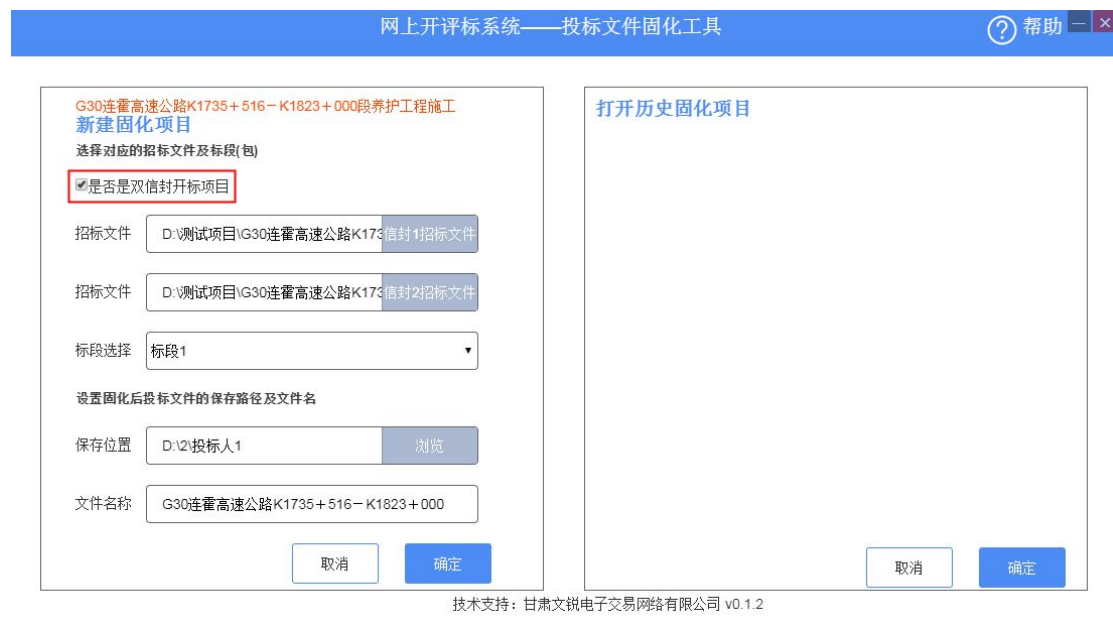 网上开评标系统——投标文件固化工具
帮助
G30连霍高速公路K1735+516-K1823+000段养护工程施工
新建固化项目
选择对应的招标文件及标段(包)
是否是双信封开标项目
招标文件 D:\测试项目\G30连霍高速公路K173 信封1招标文件
招标文件 D:\测试项目\G30连霍高速公路K173 信封2招标文件
标段选择 标段1
设置固化后投标文件的保存路径及文件名
保存位置 D:\2\投标人1 浏览
文件名称 G30连霍高速公路K1735+516-K1823+000
取消 确定
打开历史固化项目
取消 确定
技术支持：甘肃文锐电子交易网络有限公司 v0.1.2